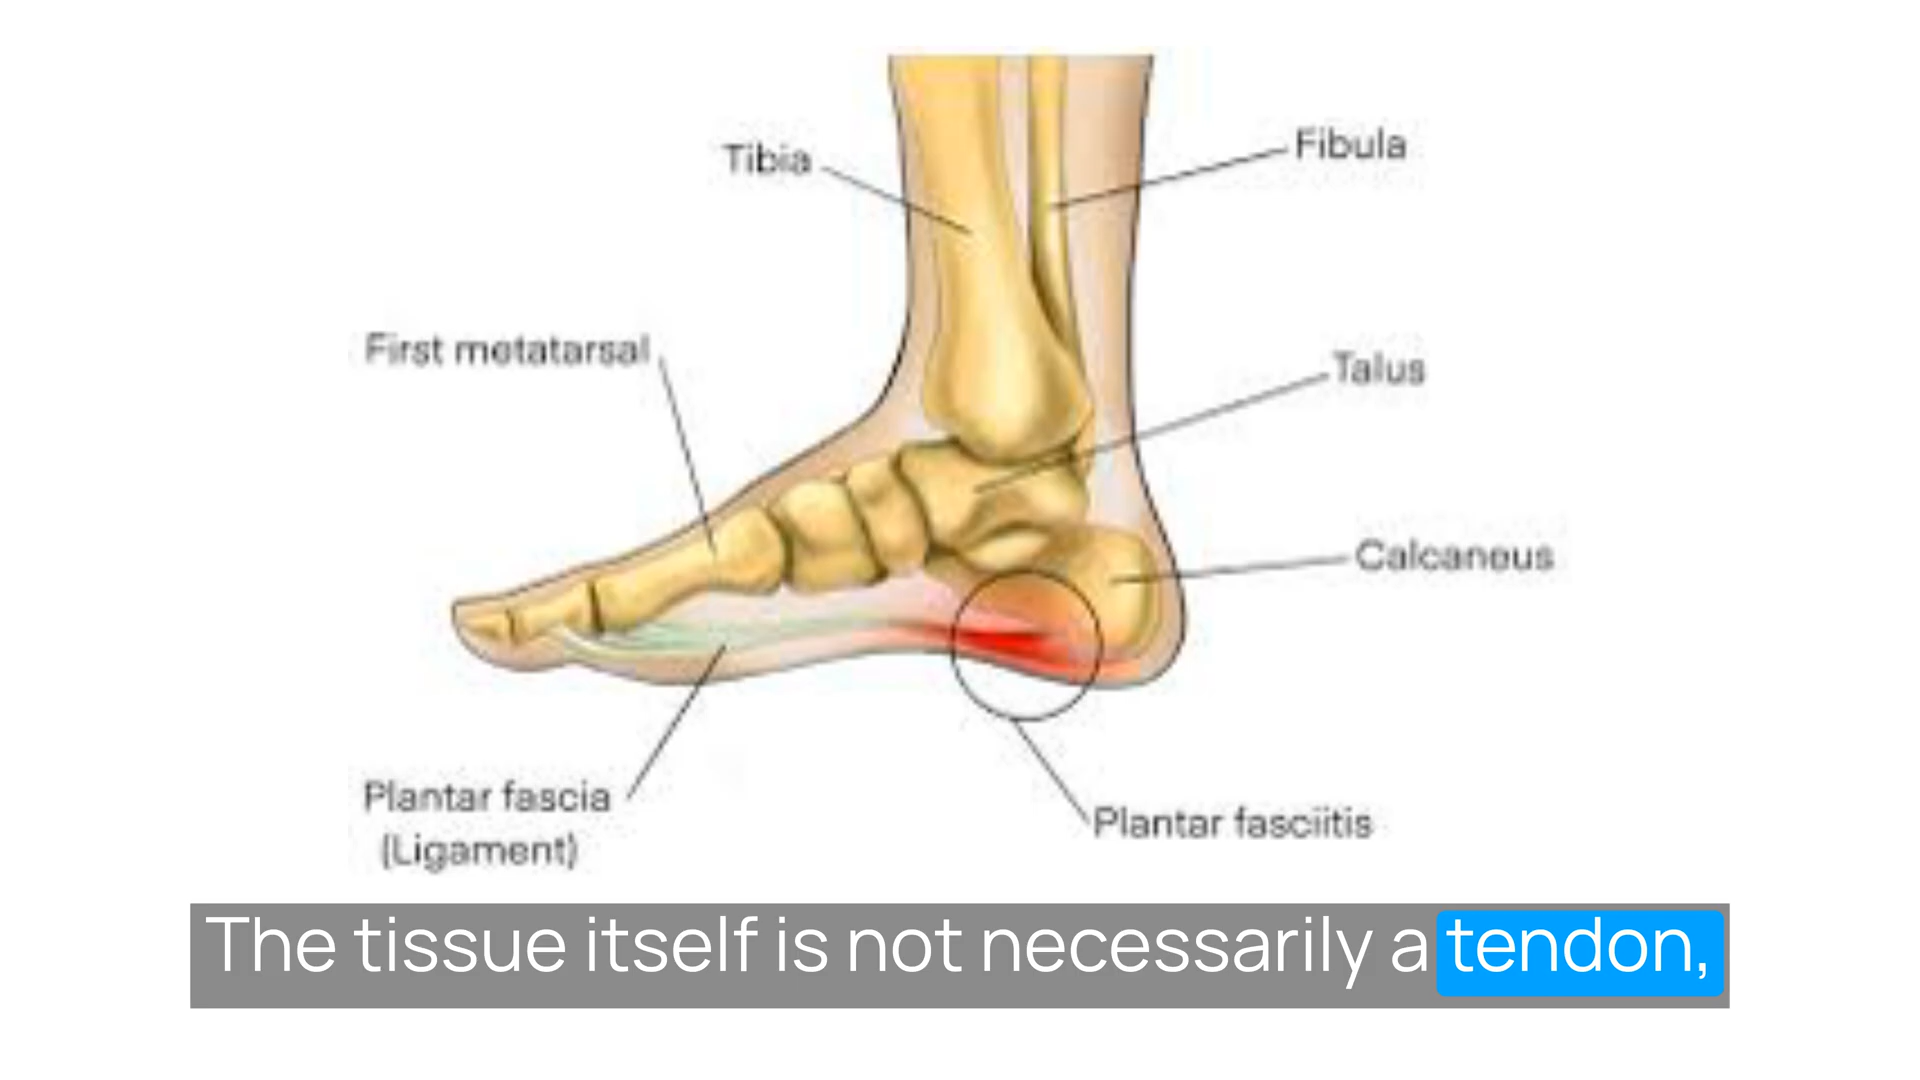 Tibia
Fibula
First metatarsal
Talus
Calcaneus
Plantar fascia
(Ligament)
Plantar fasciitis
The tissue itself is not necessarily a tendon,